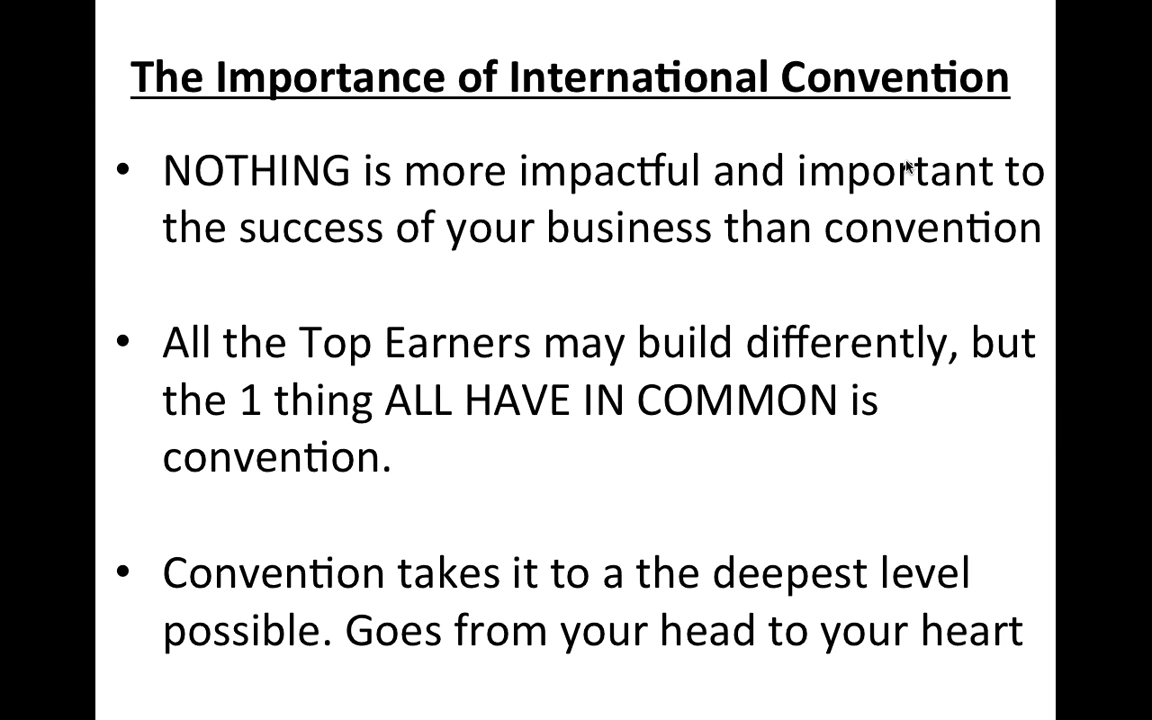 The Importance of International Convention
• NOTHING is more impactful and important to
the success of your business than convention
• All the Top Earners may build differently, but
the 1 thing ALL HAVE IN COMMON is
convention.
• Convention takes it to a the deepest level
possible. Goes from your head to your heart